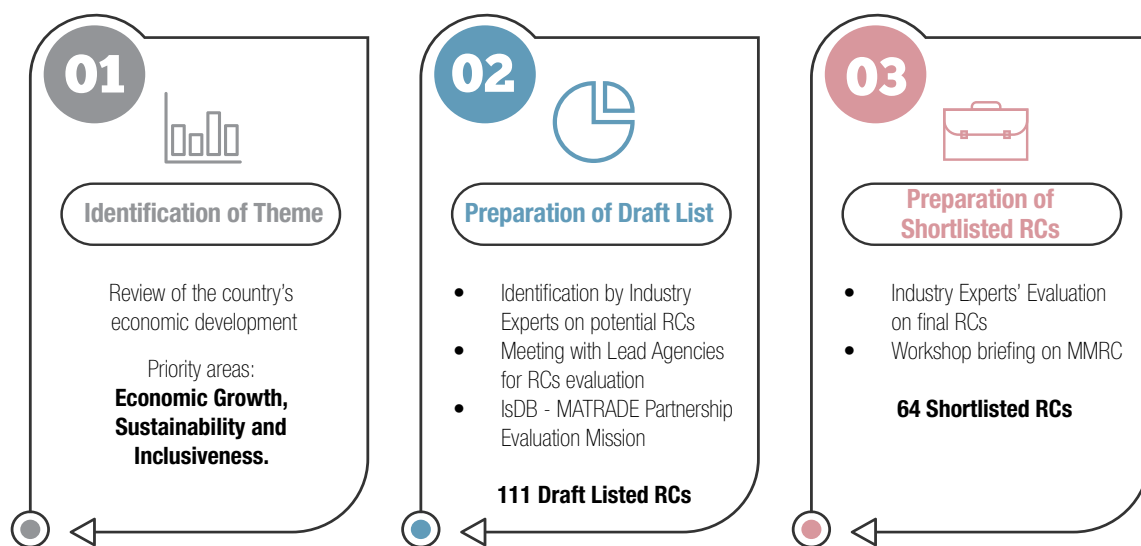 01
Identification of Theme
Review of the country's
economic development
Priority areas:
Economic Growth,
Sustainability and
Inclusiveness.
02
Preparation of Draft List
• Identification by Industry
Experts on potential RCs
• Meeting with Lead Agencies
for RCs evaluation
• IsDB - MATRADE Partnership
Evaluation Mission
111 Draft Listed RCs
03
Preparation of
Shortlisted RCs
• Industry Experts' Evaluation
on final RCs
• Workshop briefing on MMRC
64 Shortlisted RCs